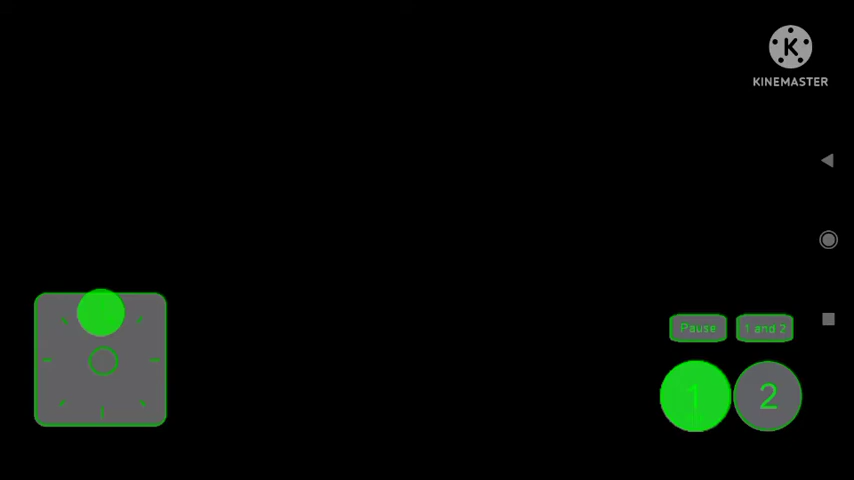 K
KINEMASTER
Pause
1 and 2
1
2